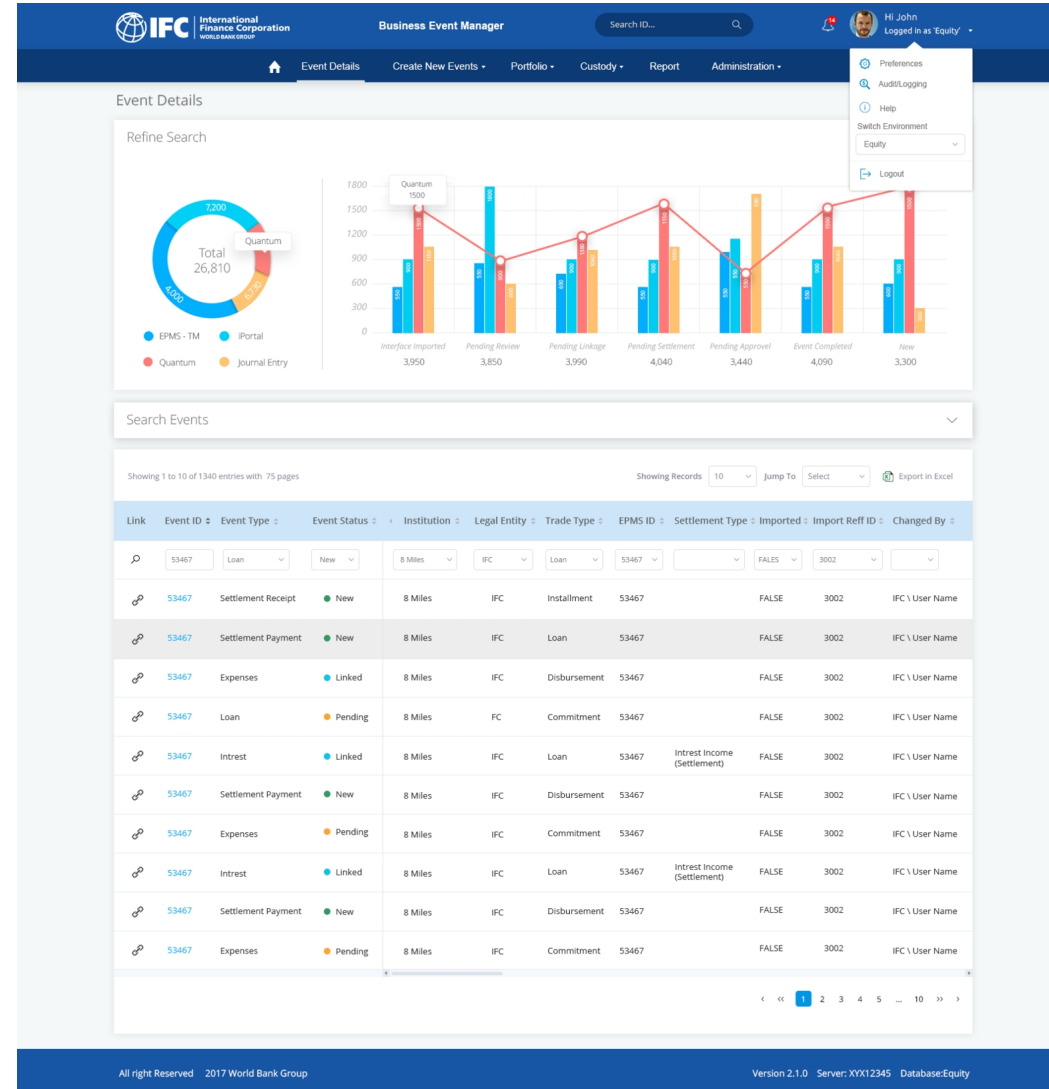 IFC International
Finance Corporation
WORLD BANK GROUP
Business Event Manager
Search ID...
14
Hi John
Logged in as 'Equity'
Event Details
Create New Events
Portfolio
Custody
Report
Administration
Preferences
Audit/Logging
Help
Switch Environment
Equity
Logout
Event Details
Refine Search
7,200
Quantum
Total
26,810
4,000
6,730
EPMS - TM
iPortal
Quantum
Journal Entry
1800
1500
1200
900
600
300
0
Quantum
1500
Interface Imported Pending Review Pending Linkage Pending Settlement Pending Approvel Event Completed New
3,950 3,850 3,990 4,040 3,440 4,090 3,300
Search Events
Showing 1 to 10 of 1340 entries with 75 pages
Showing Records 10 Jump To Select Export in Excel
Link Event ID Event Type Event Status Institution Legal Entity Trade Type EPMS ID Settlement Type Imported Import Reff ID Changed By
53467 Loan New 8 Miles IFC Loan 53467 FALES 3002
53467 Settlement Receipt New 8 Miles IFC Installment 53467 FALSE 3002 IFC \ User Name
53467 Settlement Payment New 8 Miles IFC Loan 53467 FALSE 3002 IFC \ User Name
53467 Expenses Linked 8 Miles IFC Disbursement 53467 FALSE 3002 IFC \ User Name
53467 Loan Pending 8 Miles FC Commitment 53467 FALSE 3002 IFC \ User Name
53467 Intrest Linked 8 Miles IFC Loan 53467 Intrest Income FALSE 3002 IFC \ User Name
(Settlement)
53467 Settlement Payment New 8 Miles IFC Disbursement 53467 FALSE 3002 IFC \ User Name
53467 Expenses Pending 8 Miles IFC Commitment 53467 FALSE 3002 IFC \ User Name
53467 Intrest Linked 8 Miles IFC Loan 53467 Intrest Income FALSE 3002 IFC \ User Name
(Settlement)
53467 Settlement Payment New 8 Miles IFC Disbursement 53467 FALSE 3002 IFC \ User Name
53467 Expenses Pending 8 Miles IFC Commitment 53467 FALSE 3002 IFC \ User Name
‹ ‹‹ 1 2 3 4 5 ... 10 ›› ›
All right Reserved 2017 World Bank Group
Version 2.1.0 Server: XYX12345 Database:Equity